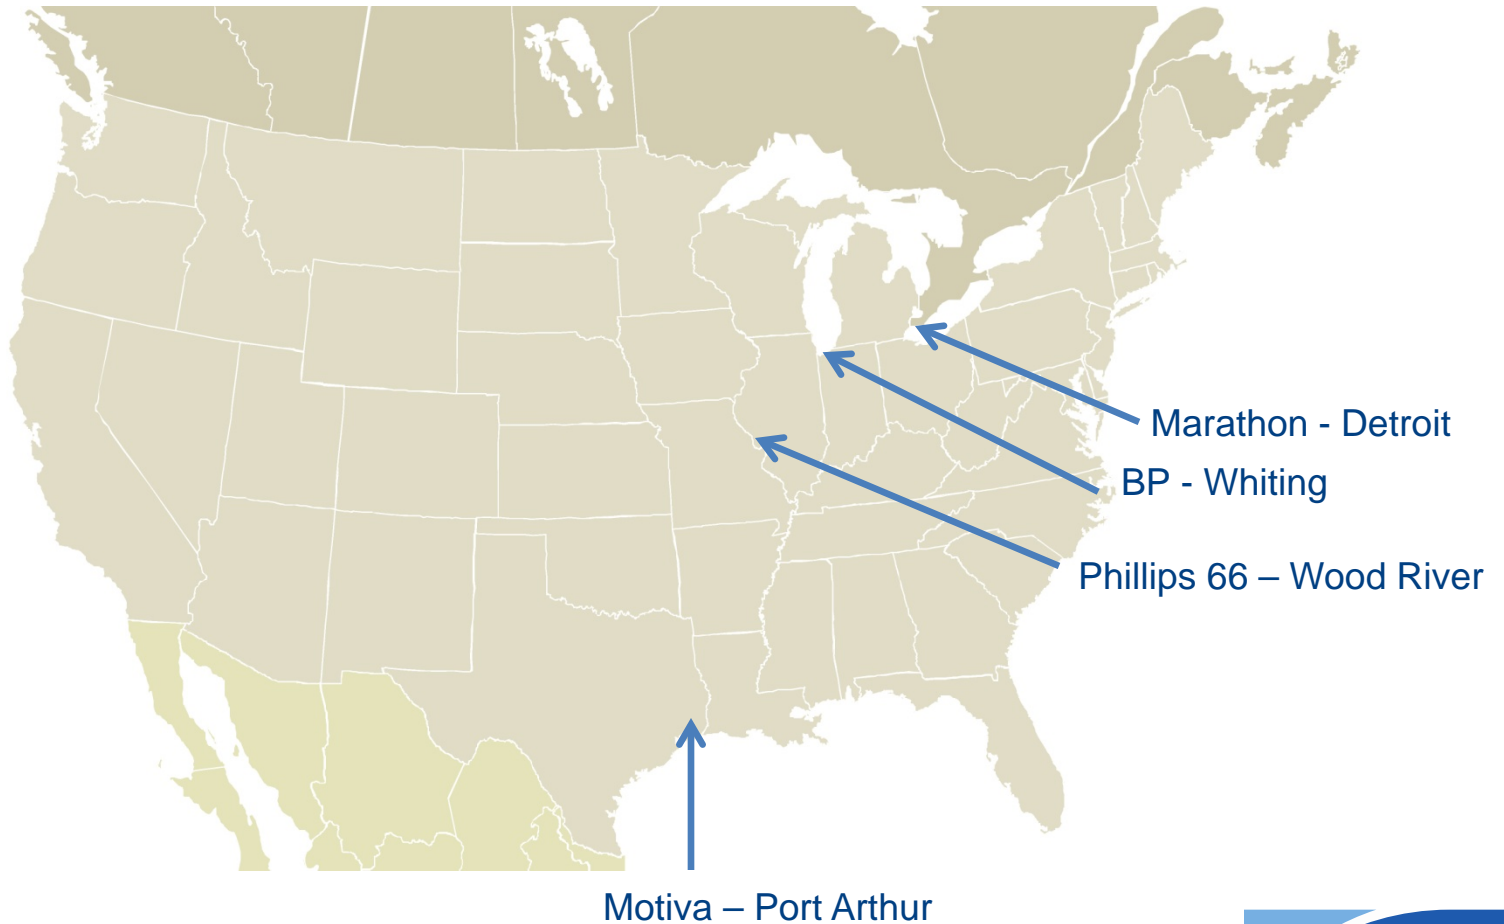 Marathon - Detroit
BP - Whiting
Phillips 66 – Wood River
Motiva – Port Arthur